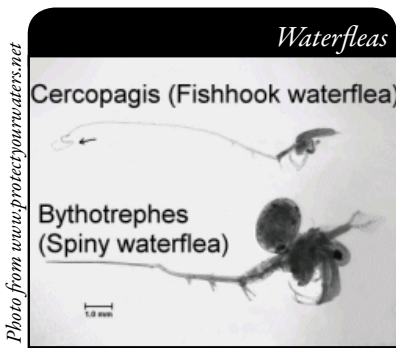 Waterfleas
Cercopagis (Fishhook waterflea)
Bythotrephes
(Spiny waterflea)
1.0 mm
Photo from www.protectyourwaters.net